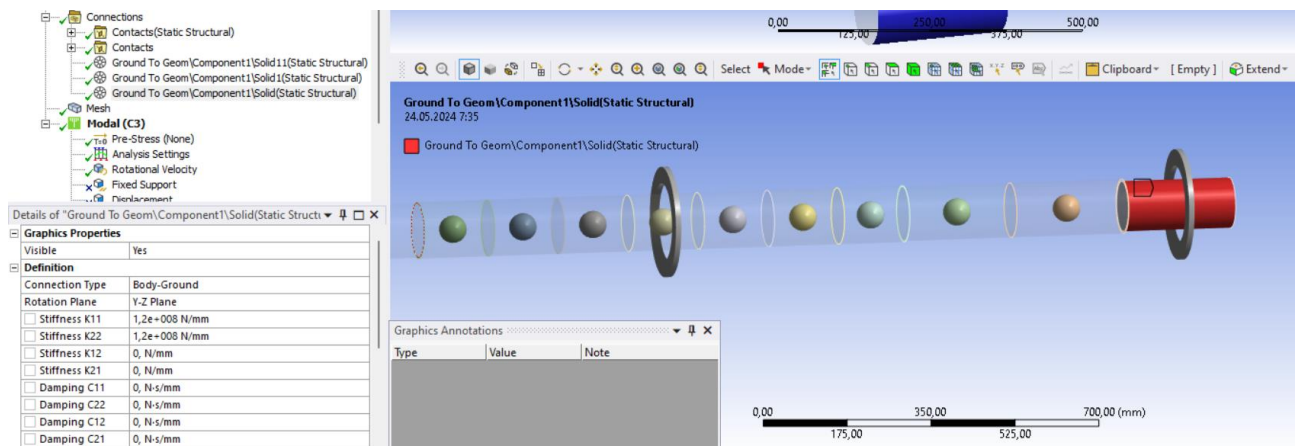 Connections
Contacts(Static Structural)
Contacts
Ground To Geom\Component1\Solid11(Static Structural)
Ground To Geom\Component1\Solid1(Static Structural)
Ground To Geom\Component1\Solid(Static Structural)
Mesh
Modal (C3)
Pre-Stress (None)
Analysis Settings
Rotational Velocity
Fixed Support
Displacement
Details of "Ground To Geom\Component1\Solid(Static Structu
Graphics Properties
Visible Yes
Definition
Connection Type Body-Ground
Rotation Plane Y-Z Plane
Stiffness K11 1,2e+008 N/mm
Stiffness K22 1,2e+008 N/mm
Stiffness K12 0, N/mm
Stiffness K21 0, N/mm
Damping C11 0, N·s/mm
Damping C22 0, N·s/mm
Damping C12 0, N·s/mm
Damping C21 0, N·s/mm
0,00 250,00 500,00
125,00 375,00
Select Mode Clipboard [ Empty ] Extend
Ground To Geom\Component1\Solid(Static Structural)
24.05.2024 7:35
Ground To Geom\Component1\Solid(Static Structural)
Graphics Annotations
Type Value Note
0,00 350,00 700,00 (mm)
175,00 525,00